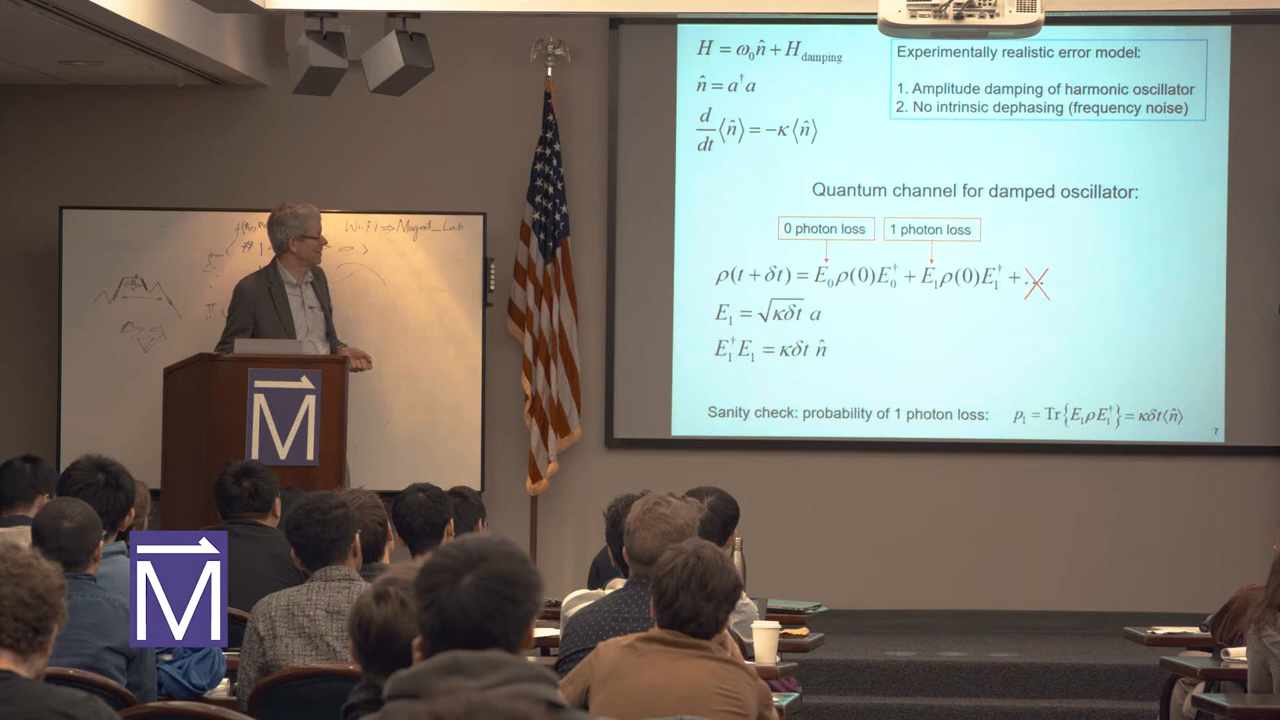 Wi-Fi ⇒ Magnet_Lab
M
M
H = ω₀n̂ + H_damping
n̂ = a†a
d/dt ⟨n̂⟩ = −κ⟨n̂⟩
Experimentally realistic error model:
1. Amplitude damping of harmonic oscillator
2. No intrinsic dephasing (frequency noise)
Quantum channel for damped oscillator:
0 photon loss
1 photon loss
ρ(t + δt) = E₀ρ(0)E₀† + E₁ρ(0)E₁† + ...
E₁ = √κδt a
E₁†E₁ = κδt n̂
Sanity check: probability of 1 photon loss: p₁ = Tr{E₁ρE₁†} = κδt⟨n̂⟩
7